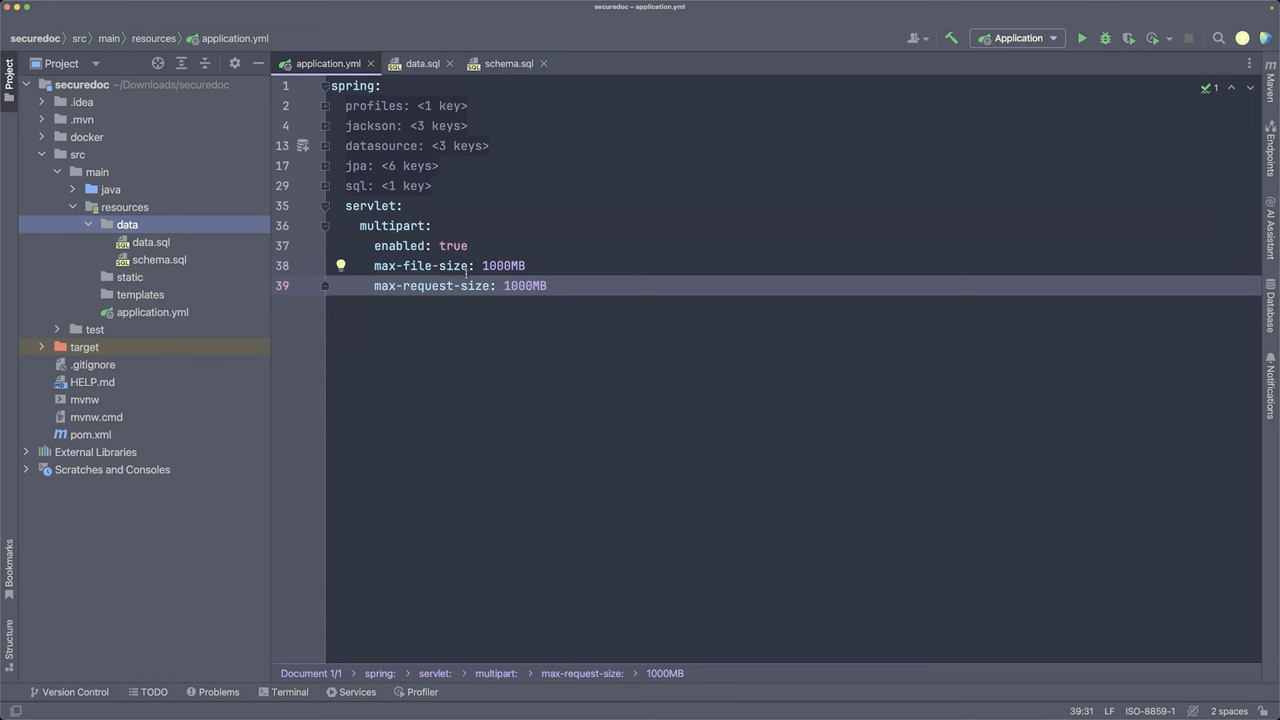 securedoc – application.yml
securedoc src main resources application.yml
Application
Project
application.yml
data.sql
schema.sql
securedoc ~/Downloads/securedoc
.idea
.mvn
docker
src
main
java
resources
data
data.sql
schema.sql
static
templates
application.yml
test
target
.gitignore
HELP.md
mvnw
mvnw.cmd
pom.xml
External Libraries
Scratches and Consoles
1 spring:
2 profiles: <1 key>
4 jackson: <3 keys>
13 datasource: <3 keys>
17 jpa: <6 keys>
29 sql: <1 key>
35 servlet:
36 multipart:
37 enabled: true
38 max-file-size: 1000MB
39 max-request-size: 1000MB
1
Project
Bookmarks
Structure
Maven
Endpoints
AI Assistant
Database
Notifications
Document 1/1 spring: servlet: multipart: max-request-size: 1000MB
Version Control TODO Problems Terminal Services Profiler
39:31 LF ISO-8859-1 2 spaces